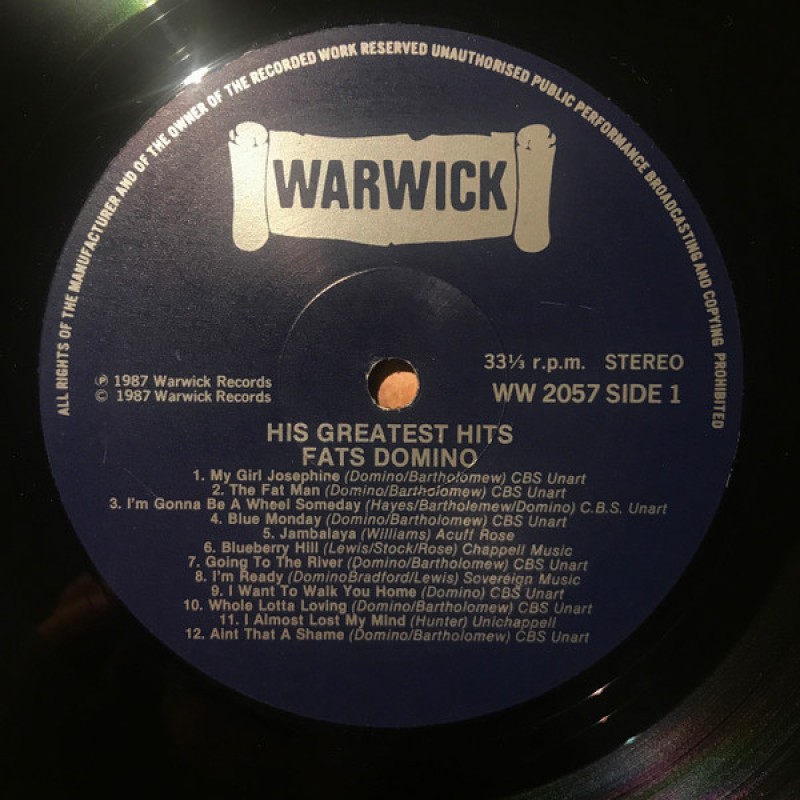 ALL RIGHTS OF THE MANUFACTURER AND OF THE OWNER OF THE RECORDED WORK RESERVED UNAUTHORISED PUBLIC PERFORMANCE BROADCASTING AND COPYING PROHIBITED
WARWICK
33⅓ r.p.m. STEREO
WW 2057 SIDE 1
℗ 1987 Warwick Records
© 1987 Warwick Records
HIS GREATEST HITS
FATS DOMINO
1. My Girl Josephine (Domino/Bartholomew) CBS Unart
2. The Fat Man (Domino/Bartholomew) CBS Unart
3. I'm Gonna Be A Wheel Someday (Hayes/Bartholemew/Domino) C.B.S. Unart
4. Blue Monday (Domino/Bartholomew) CBS Unart
5. Jambalaya (Williams) Acuff Rose
6. Blueberry Hill (Lewis/Stock/Rose) Chappell Music
7. Going To The River (Domino/Bartholomew) CBS Unart
8. I'm Ready (DominoBradford/Lewis) Sovereign Music
9. I Want To Walk You Home (Domino) CBS Unart
10. Whole Lotta Loving (Domino/Bartholomew) CBS Unart
11. I Almost Lost My Mind (Hunter) Unichappell
12. Aint That A Shame (Domino/Bartholomew) CBS Unart